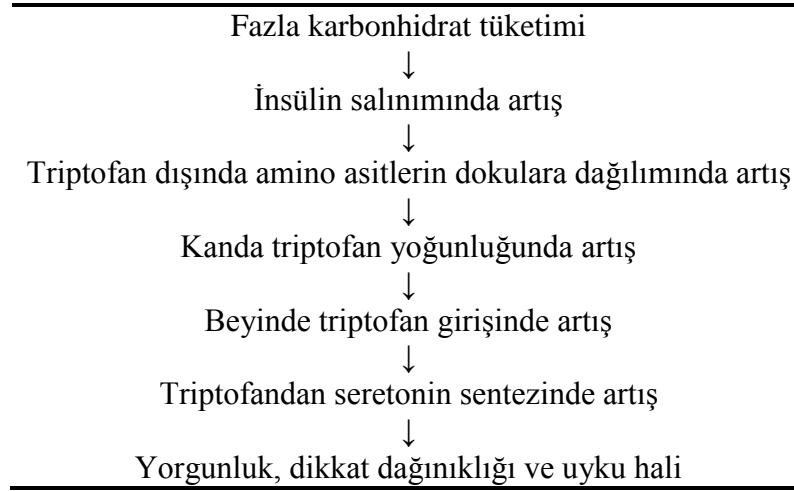 Fazla karbonhidrat tüketimi
↓
İnsülin salınımında artış
↓
Triptofan dışında amino asitlerin dokulara dağılımında artış
↓
Kanda triptofan yoğunluğunda artış
↓
Beyinde triptofan girişinde artış
↓
Triptofandan seretonin sentezinde artış
↓
Yorgunluk, dikkat dağınıklığı ve uyku hali